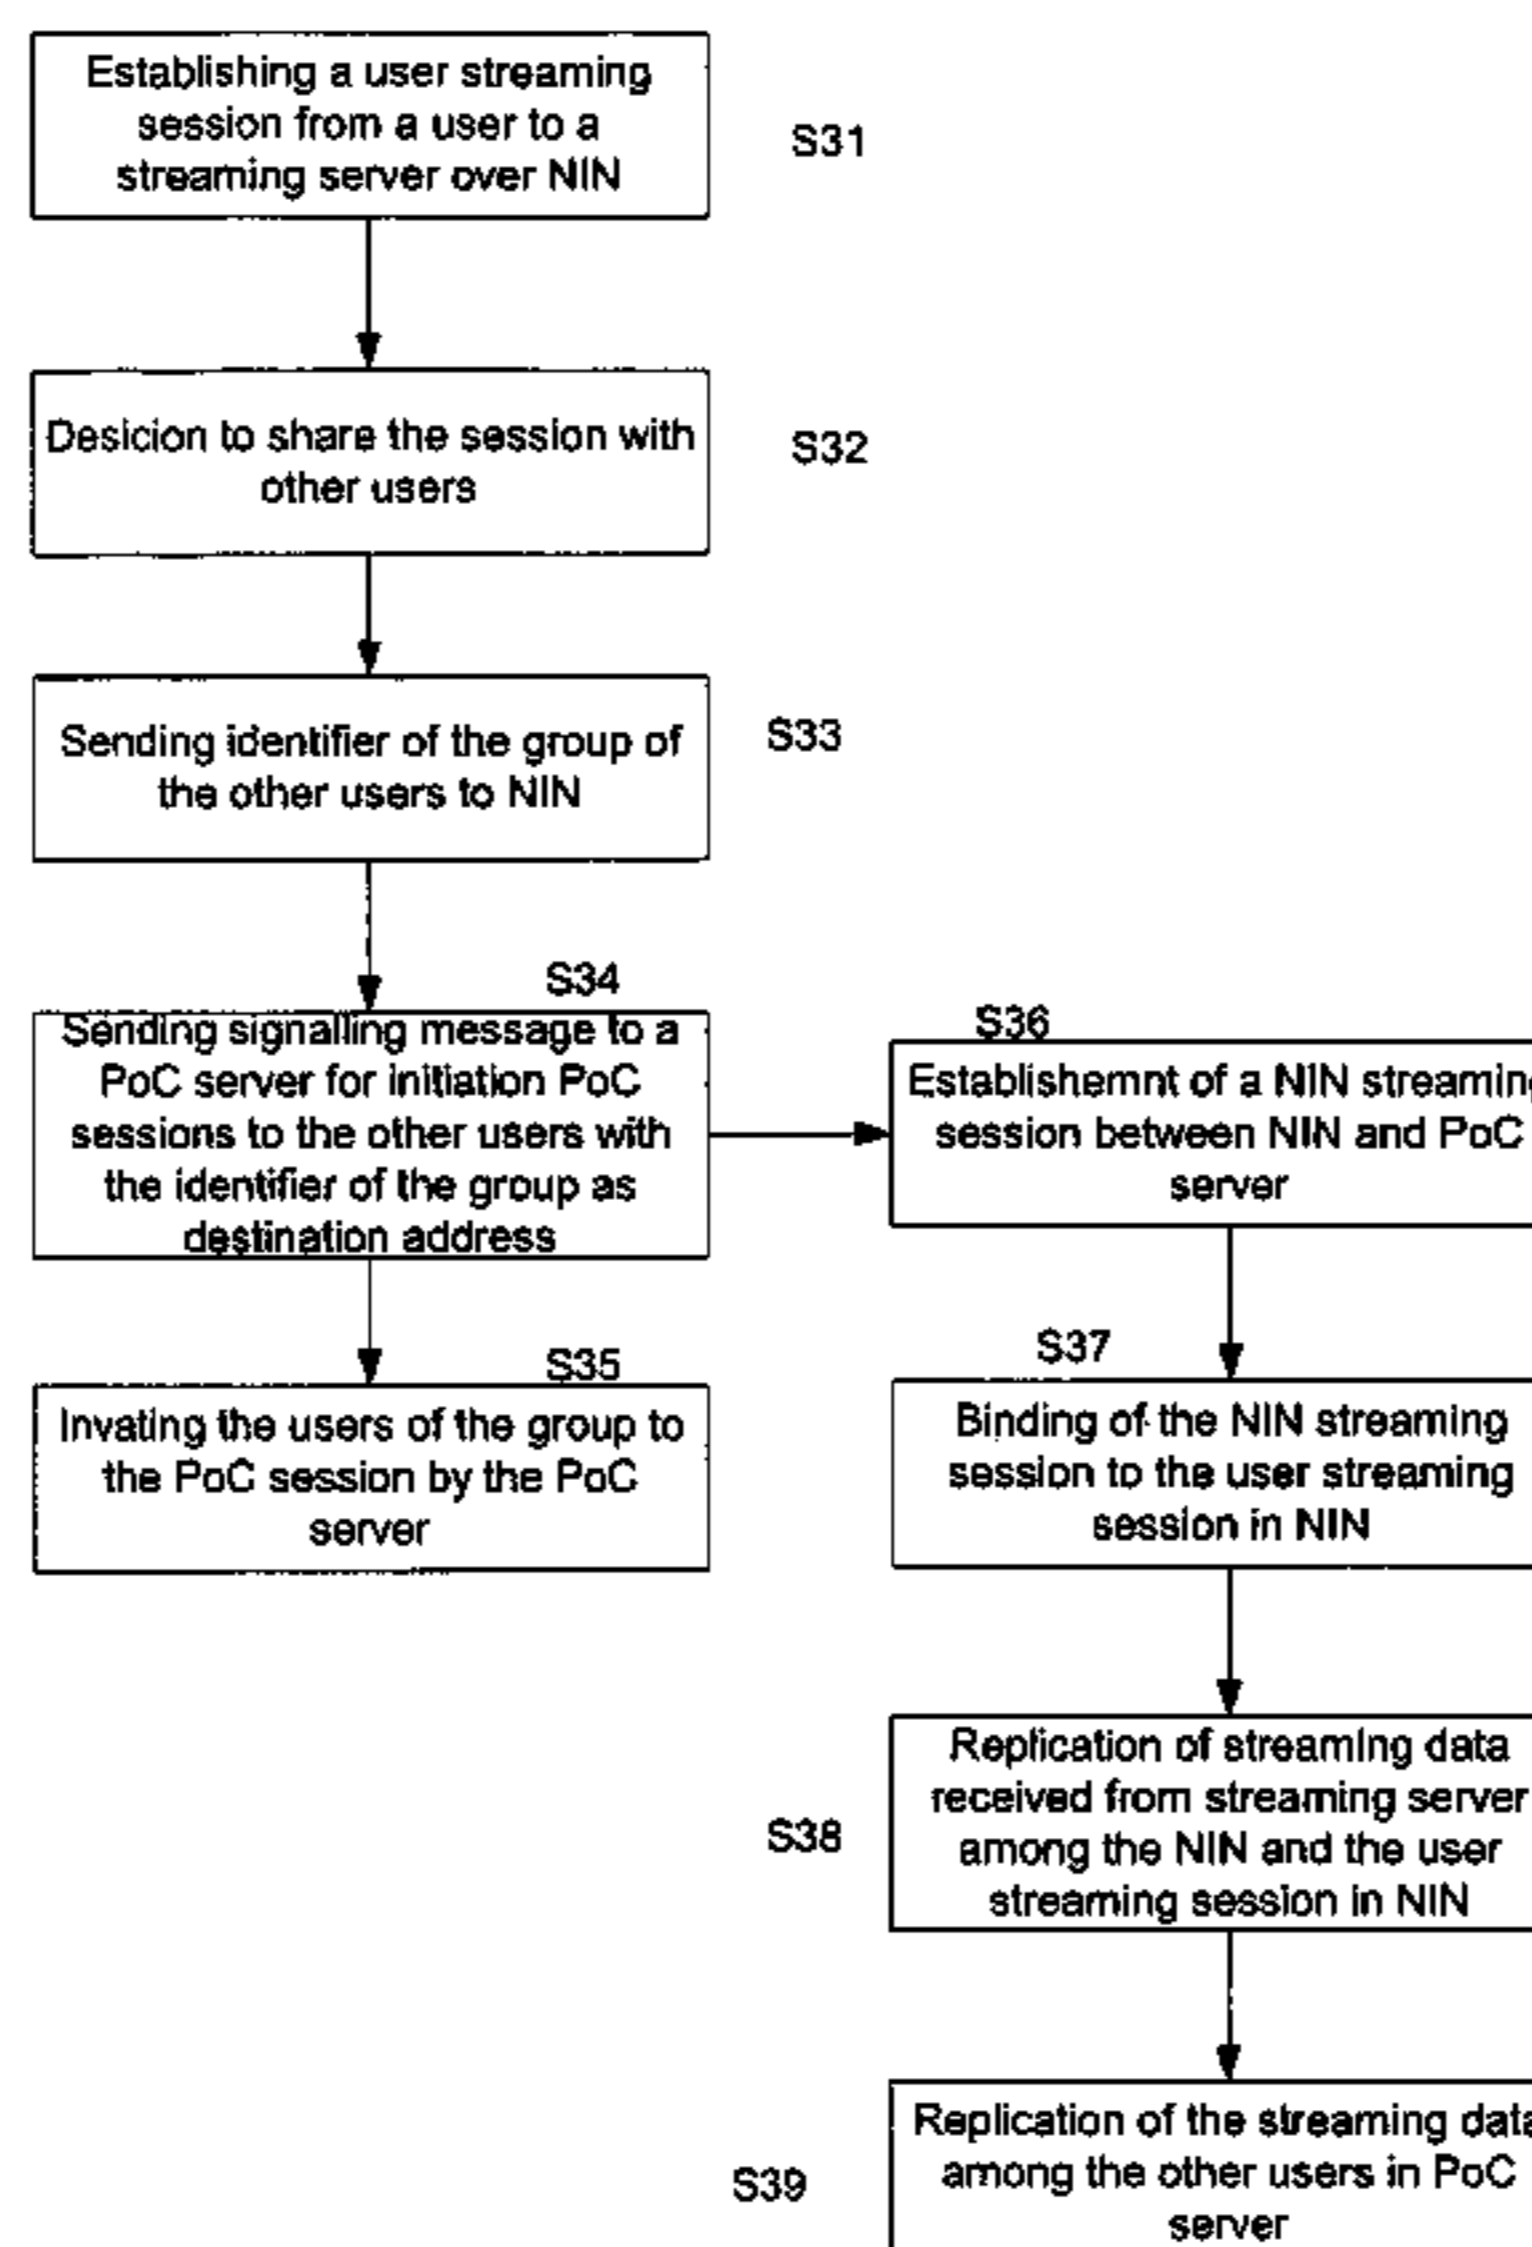 Establishing a user streaming
session from a user to a
streaming server over NIN
S31
Desicion to share the session with
other users
S32
Sending identifier of the group of
the other users to NIN
S33
S34
Sending signalling message to a
PoC server for initiation PoC
sessions to the other users with
the identifier of the group as
destination address
S35
Invating the users of the group to
the PoC session by the PoC
server
S36
Establishemnt of a NIN streaming
session between NIN and PoC
server
S37
Binding of the NIN streaming
session to the user streaming
session in NIN
S38
Replication of streaming data
received from streaming server
among the NIN and the user
streaming session in NIN
S39
Replication of the streaming data
among the other users in PoC
server